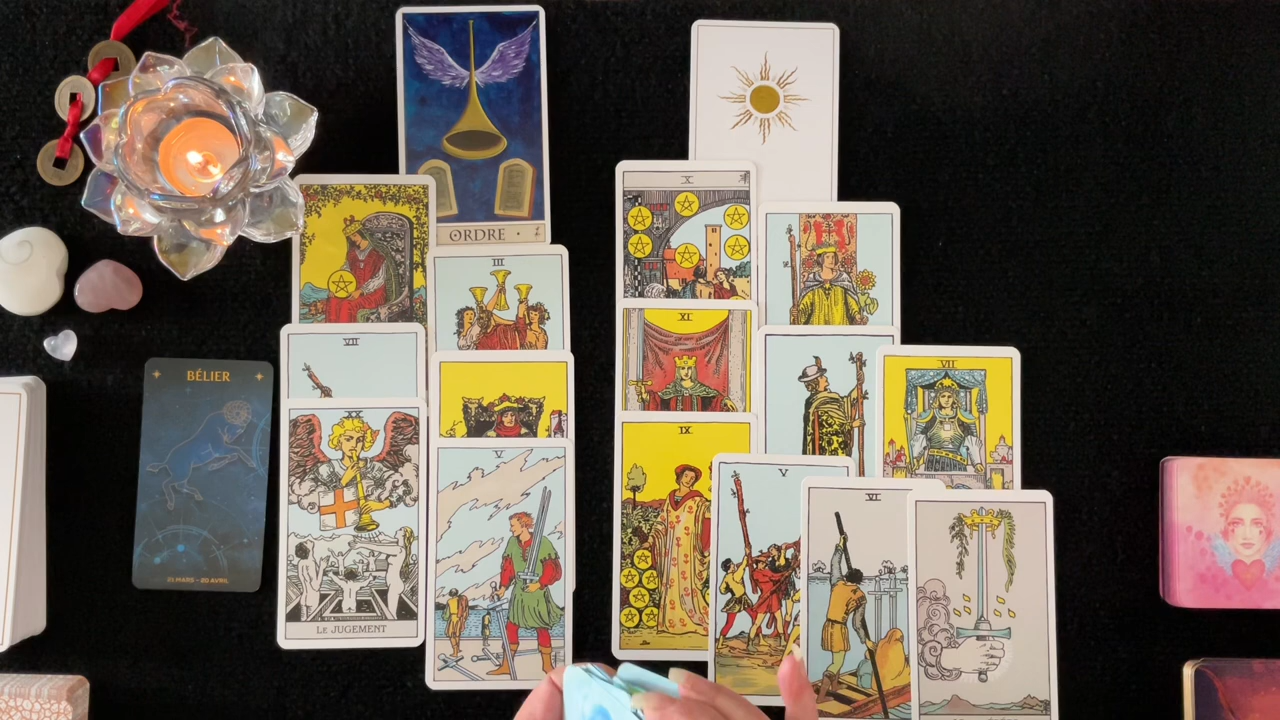 ORDRE
X
III
XI
VII
VII
BÉLIER
XX
IX
V
V
VI
21 MARS - 20 AVRIL
LE JUGEMENT